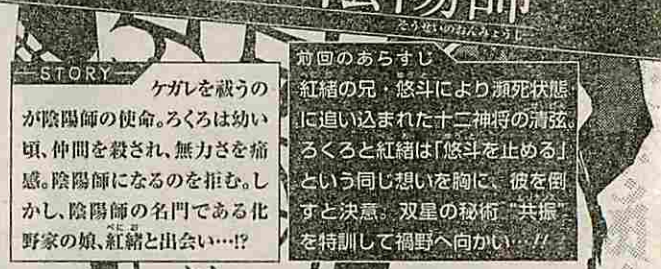 陰陽師
そうせいのおんみょうじ
STORY
ケガレを祓うの
が陰陽師の使命。ろくろは幼い
頃、仲間を殺され、無力さを痛
感。陰陽師になるのを拒む。し
かし、陰陽師の名門である化
野家の娘、紅緒と出会い…!?
べにお
前回のあらすじ
紅緒の兄・悠斗により瀕死状態
に追い込まれた十二神将の清弦。
ろくろと紅緒は「悠斗を止める」
という同じ想いを胸に、彼を倒
すと決意。双星の秘術“共振”
を特訓して禍野へ向かい…!!